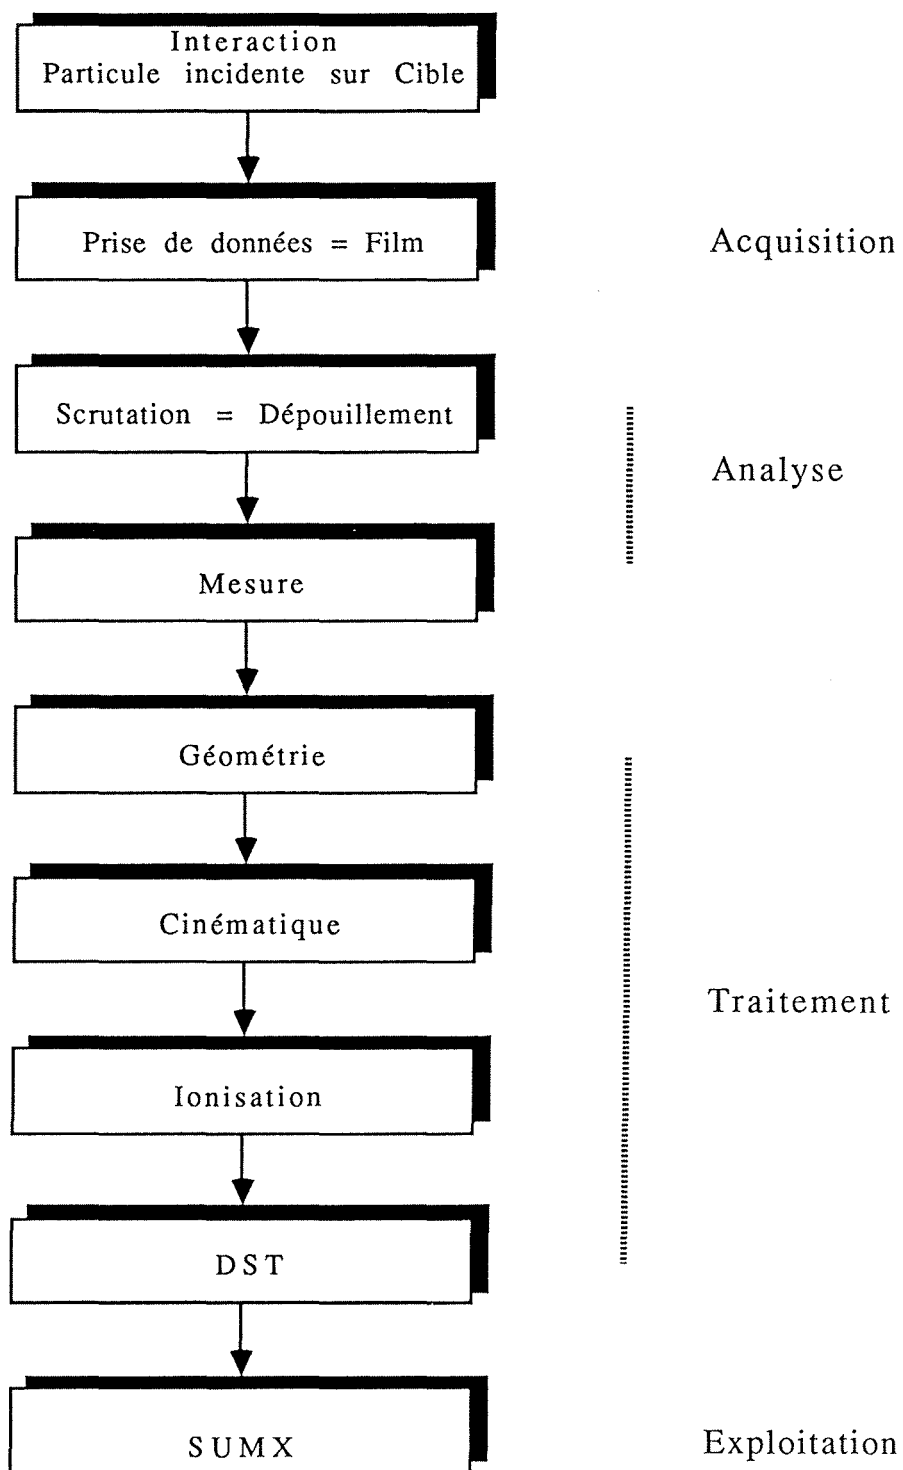 Interaction
Particule incidente sur Cible
Prise de données = Film
Acquisition
Scrutation = Dépouillement
Analyse
Mesure
Géométrie
Cinématique
Traitement
Ionisation
DST
SUMX
Exploitation